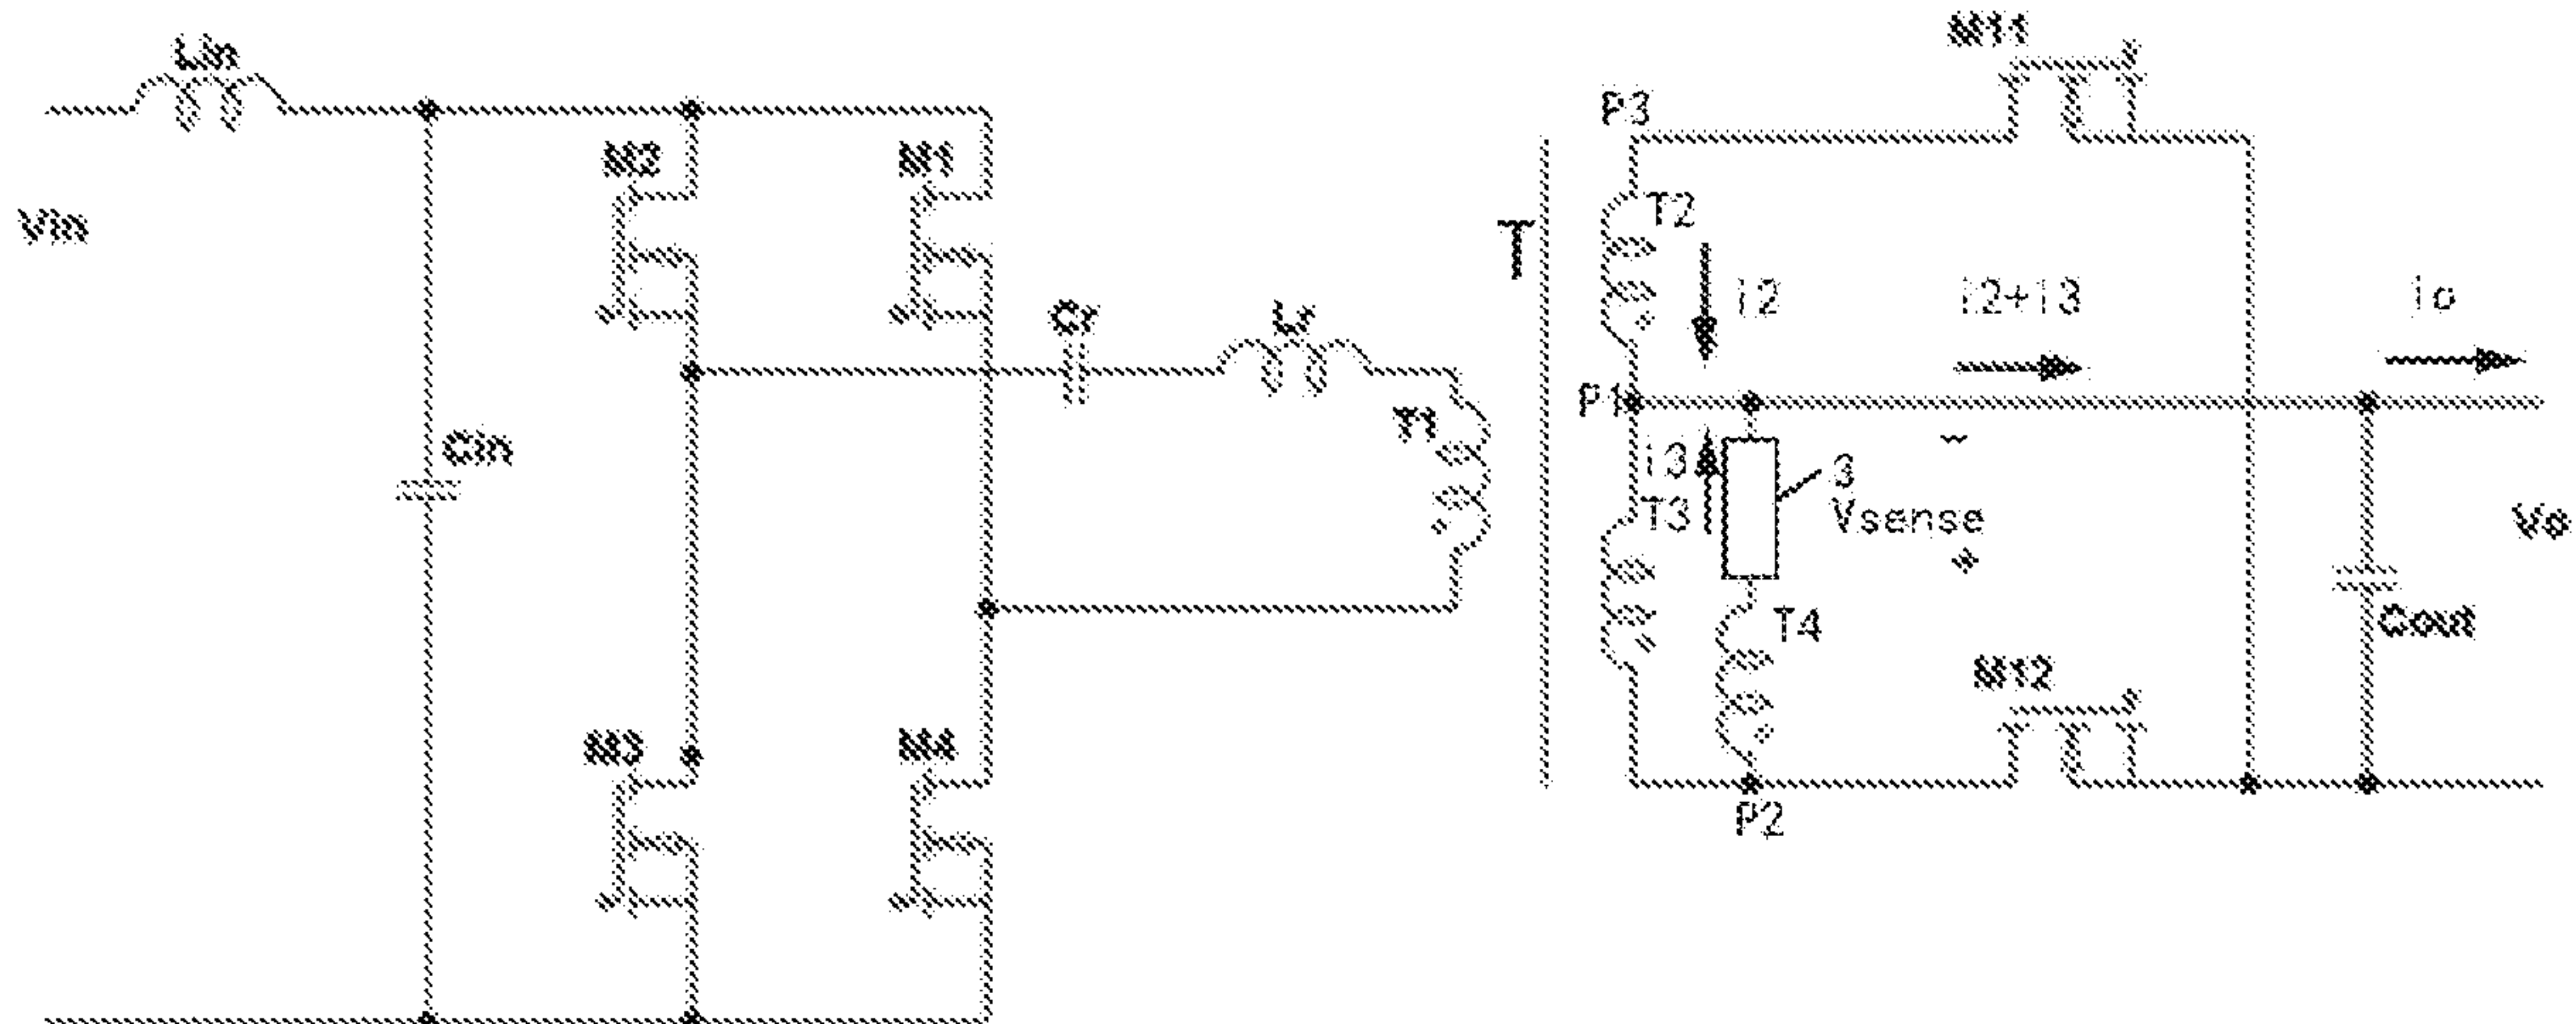 Lin
M11
P3
M2
M1
T2
Vin
T
i2
i2+i3
io
Cr
Lr
P1
T1
Cin
i3
3
T3
Vsense
Vo
-
+
T4
Cout
M12
M3
M4
P2